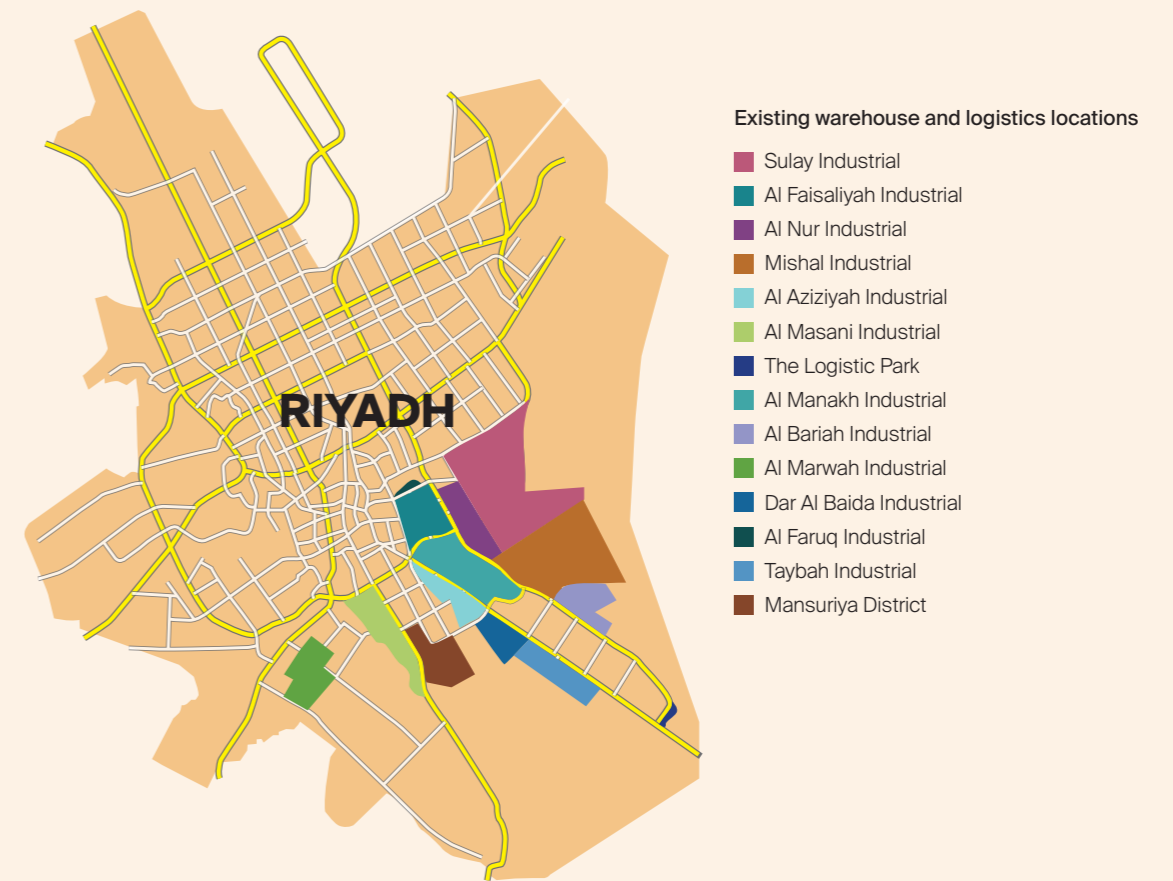 RIYADH
Existing warehouse and logistics locations
Sulay Industrial
Al Faisaliyah Industrial
Al Nur Industrial
Mishal Industrial
Al Aziziyah Industrial
Al Masani Industrial
The Logistic Park
Al Manakh Industrial
Al Bariah Industrial
Al Marwah Industrial
Dar Al Baida Industrial
Al Faruq Industrial
Taybah Industrial
Mansuriya District